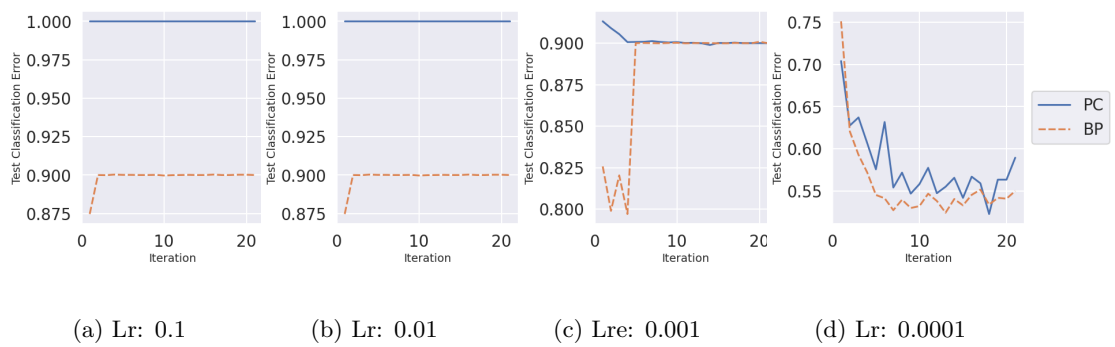 Test Classification Error
1.000
0.975
0.950
0.925
0.900
0.875
0
10
20
Iteration
(a) Lr: 0.1
Test Classification Error
1.000
0.975
0.950
0.925
0.900
0.875
0
10
20
Iteration
(b) Lr: 0.01
Test Classification Error
0.900
0.875
0.850
0.825
0.800
0
10
20
Iteration
(c) Lre: 0.001
Test Classification Error
0.75
0.70
0.65
0.60
0.55
0
10
20
Iteration
(d) Lr: 0.0001
PC
BP